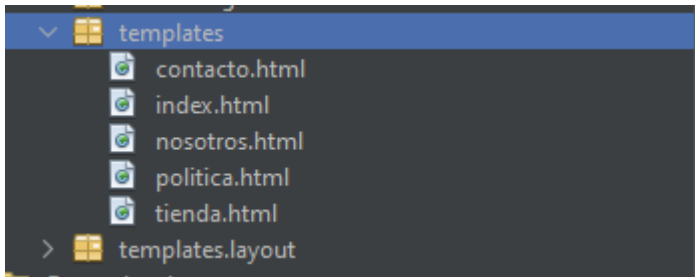 templates
contacto.html
index.html
nosotros.html
politica.html
tienda.html
templates.layout